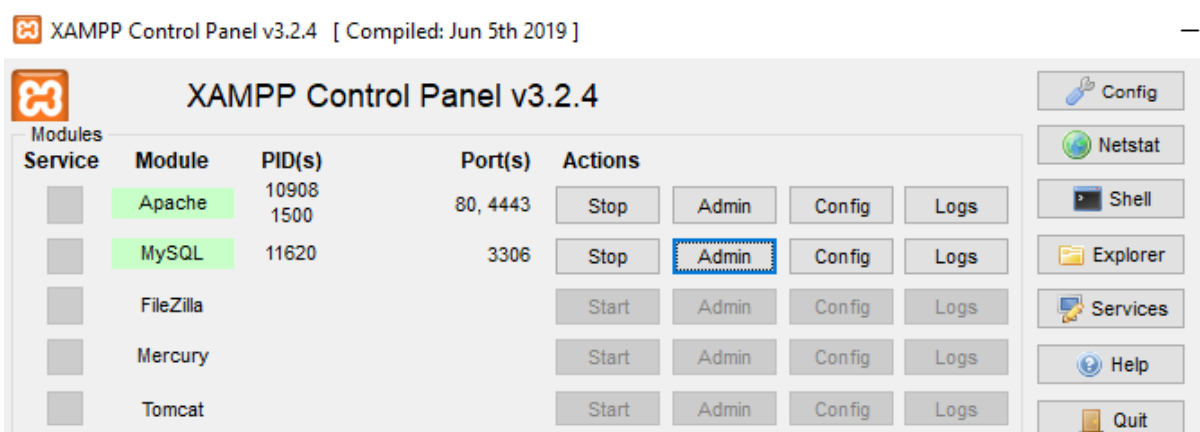 XAMPP Control Panel v3.2.4 [ Compiled: Jun 5th 2019 ]
XAMPP Control Panel v3.2.4
Config
Modules
Netstat
Service Module PID(s) Port(s) Actions
Apache 10908 1500 80, 4443 Stop Admin Config Logs
Shell
MySQL 11620 3306 Stop Admin Config Logs
Explorer
FileZilla Start Admin Config Logs
Services
Mercury Start Admin Config Logs
Help
Tomcat Start Admin Config Logs
Quit